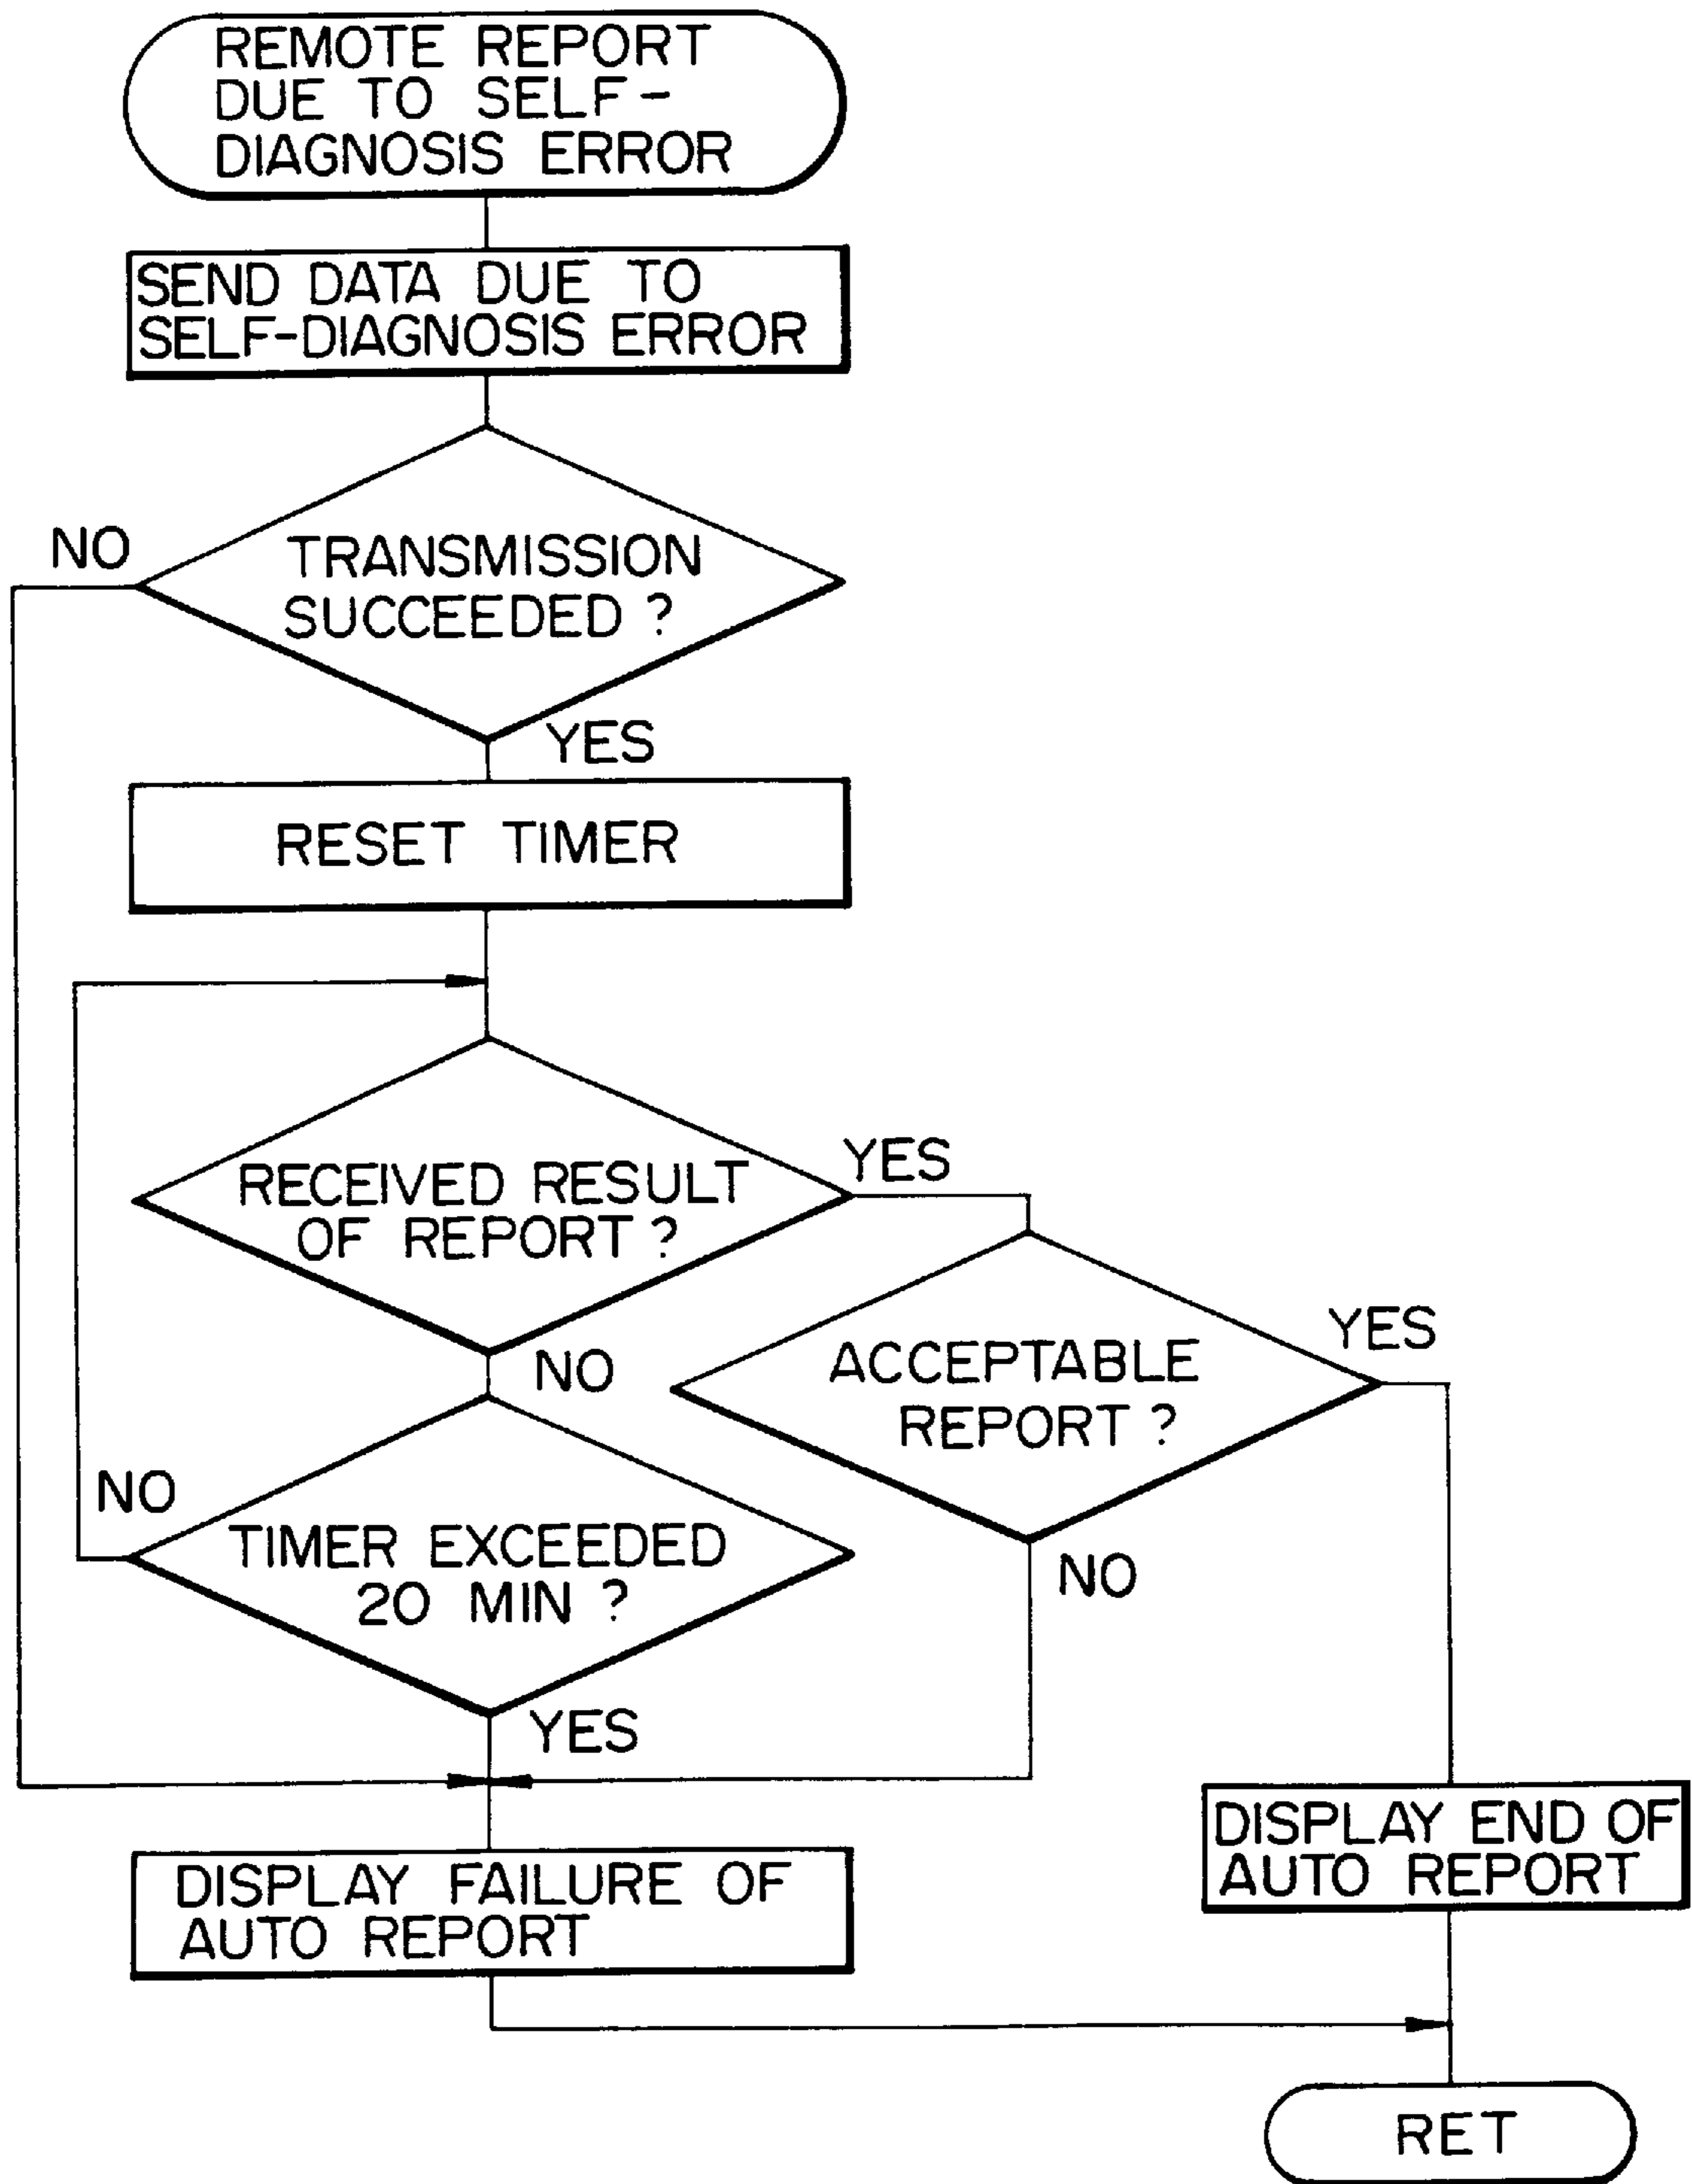 REMOTE REPORT
DUE TO SELF-
DIAGNOSIS ERROR
SEND DATA DUE TO
SELF-DIAGNOSIS ERROR
NO
TRANSMISSION
SUCCEEDED ?
YES
RESET TIMER
RECEIVED RESULT
OF REPORT ?
YES
NO
ACCEPTABLE
REPORT ?
YES
NO
NO
TIMER EXCEEDED
20 MIN ?
YES
DISPLAY FAILURE OF
AUTO REPORT
DISPLAY END OF
AUTO REPORT
RET